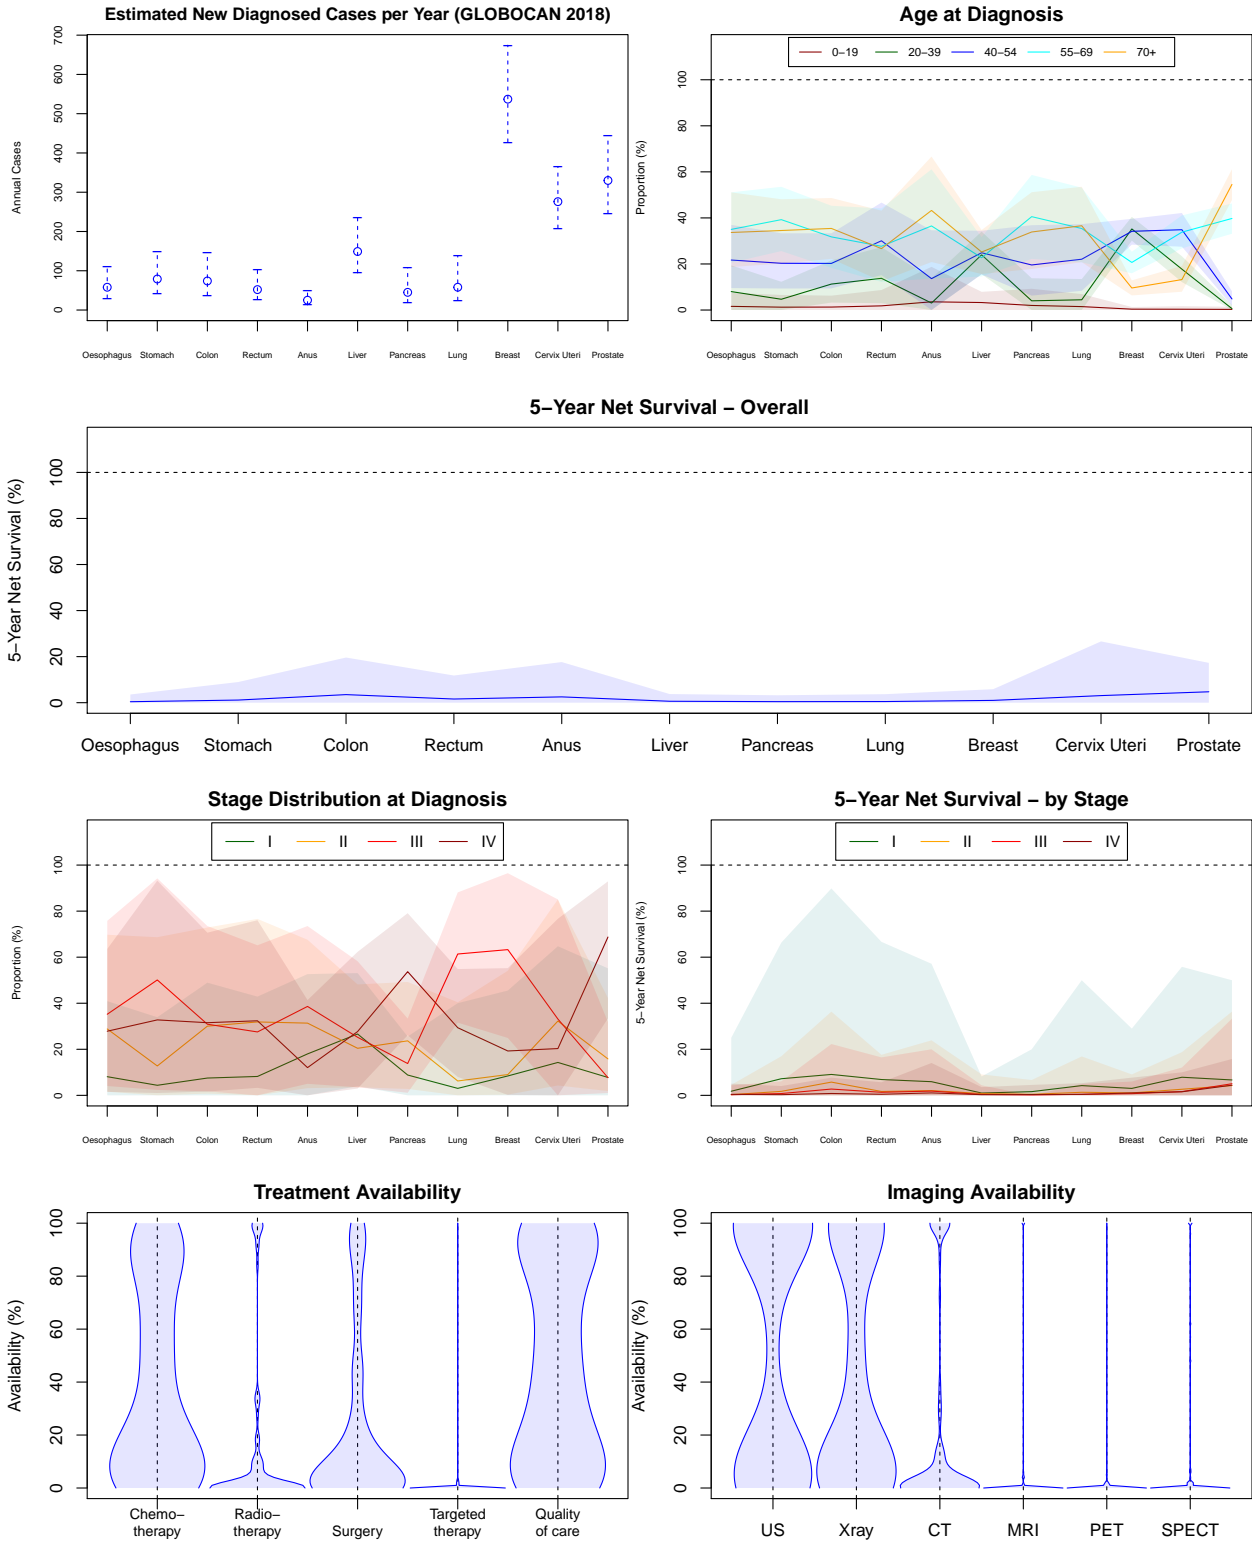 Estimated New Diagnosed Cases per Year (GLOBOCAN 2018)
Annual Cases
0 100 200 300 400 500 600 700
Oesophagus Stomach Colon Rectum Anus Liver Pancreas Lung Breast Cervix Uteri Prostate
Age at Diagnosis
0−19 20−39 40−54 55−69 70+
Proportion (%)
0 20 40 60 80 100
Oesophagus Stomach Colon Rectum Anus Liver Pancreas Lung Breast Cervix Uteri Prostate
5−Year Net Survival − Overall
5−Year Net Survival (%)
0 20 40 60 80 100
Oesophagus Stomach Colon Rectum Anus Liver Pancreas Lung Breast Cervix Uteri Prostate
Stage Distribution at Diagnosis
I II III IV
Proportion (%)
0 20 40 60 80 100
Oesophagus Stomach Colon Rectum Anus Liver Pancreas Lung Breast Cervix Uteri Prostate
5−Year Net Survival − by Stage
I II III IV
5−Year Net Survival (%)
0 20 40 60 80 100
Oesophagus Stomach Colon Rectum Anus Liver Pancreas Lung Breast Cervix Uteri Prostate
Treatment Availability
Availability (%)
0 20 40 60 80 100
Chemo− Radio− Targeted Quality
therapy therapy Surgery therapy of care
Imaging Availability
Availability (%)
0 20 40 60 80 100
US Xray CT MRI PET SPECT